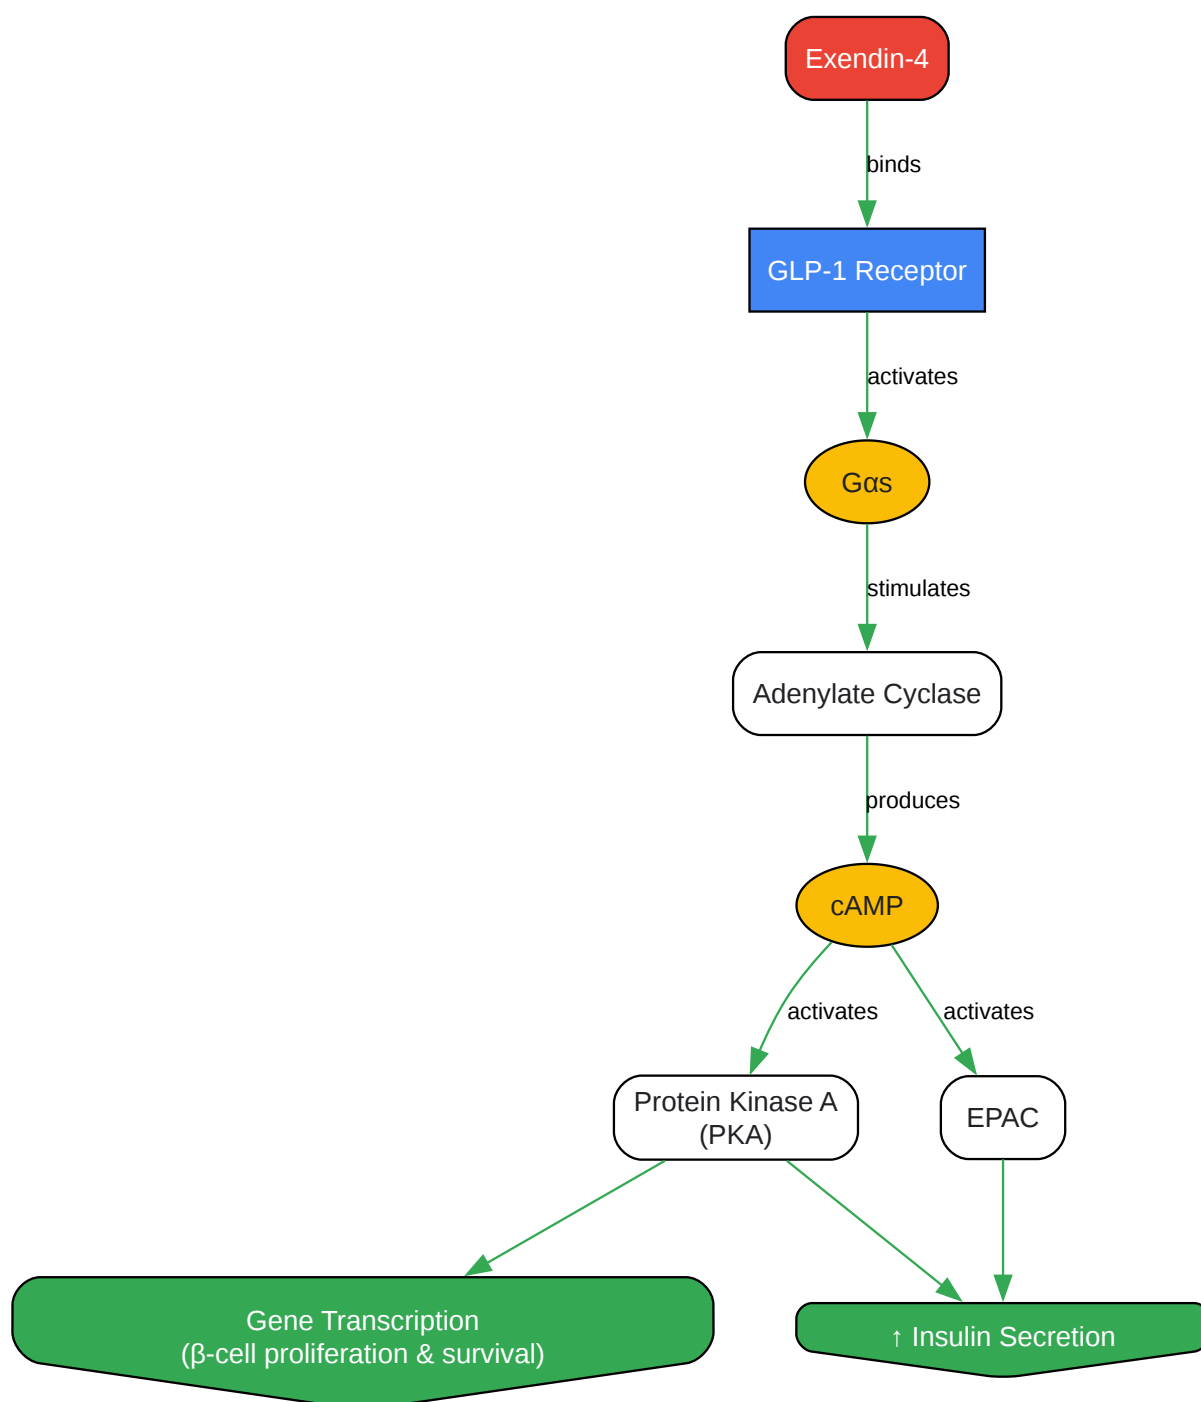 Exendin-4
binds
GLP-1 Receptor
activates
Gαs
stimulates
Adenylate Cyclase
produces
cAMP
activates
activates
Protein Kinase A
(PKA)
EPAC
Gene Transcription
(β-cell proliferation & survival)
↑ Insulin Secretion